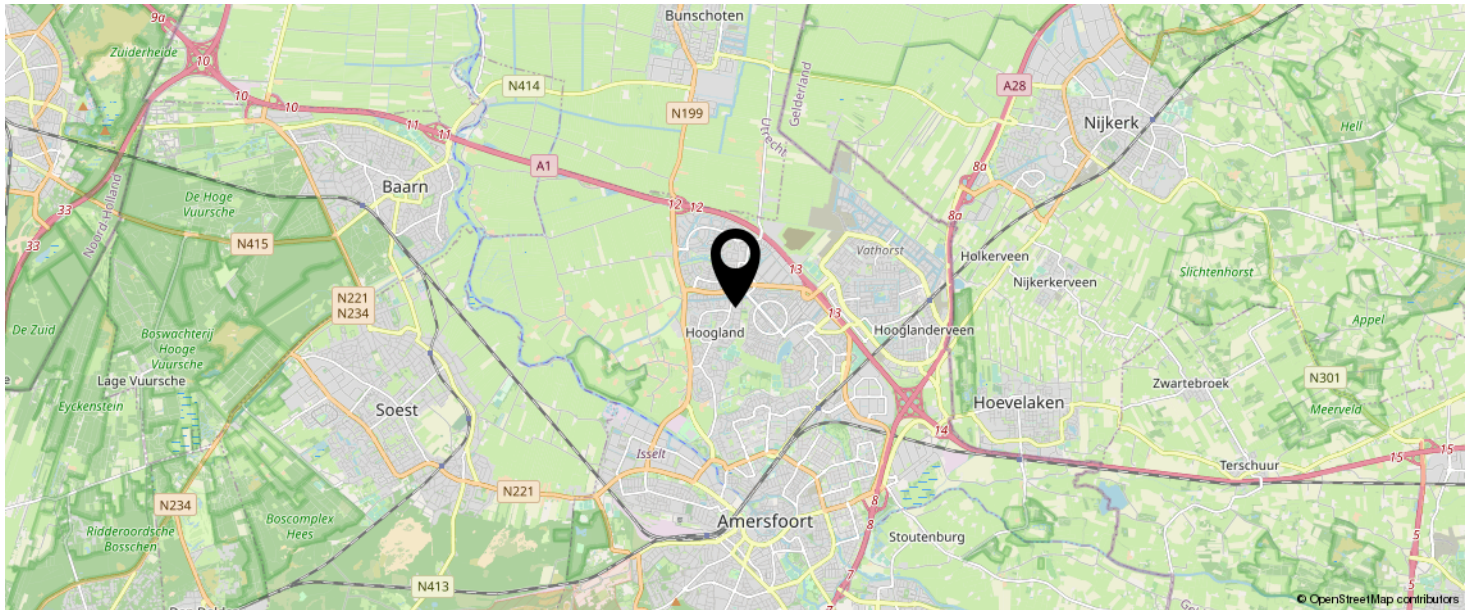 9a
Bunschoten
Zuiderheide
10
10
10
N414
A28
Gelderland
N199
Utrecht
Nijkerk
Hell
11
11
A1
8a
Baarn
De Hoge
Vuursche
Noord-Holland
33
12
12
8a
33
N415
Vathorst
Holkerveen
13
Slichtenhorst
Nijkerkerveen
N221
N234
De Zuid
Boswachterij
Hooge
Vuursche
Hoogland
13
Hooglanderveen
Appel
Lage Vuursche
Zwartebroek
N301
Eyckenstein
Soest
Hoevelaken
Meerveld
14
Isselt
15
15
Terschuur
N221
N234
8
Amersfoort
Boscomplex
Hees
8
Ridderoordsche
Bosschen
Stoutenburg
5
7
N413
5
7
© OpenStreetMap contributors